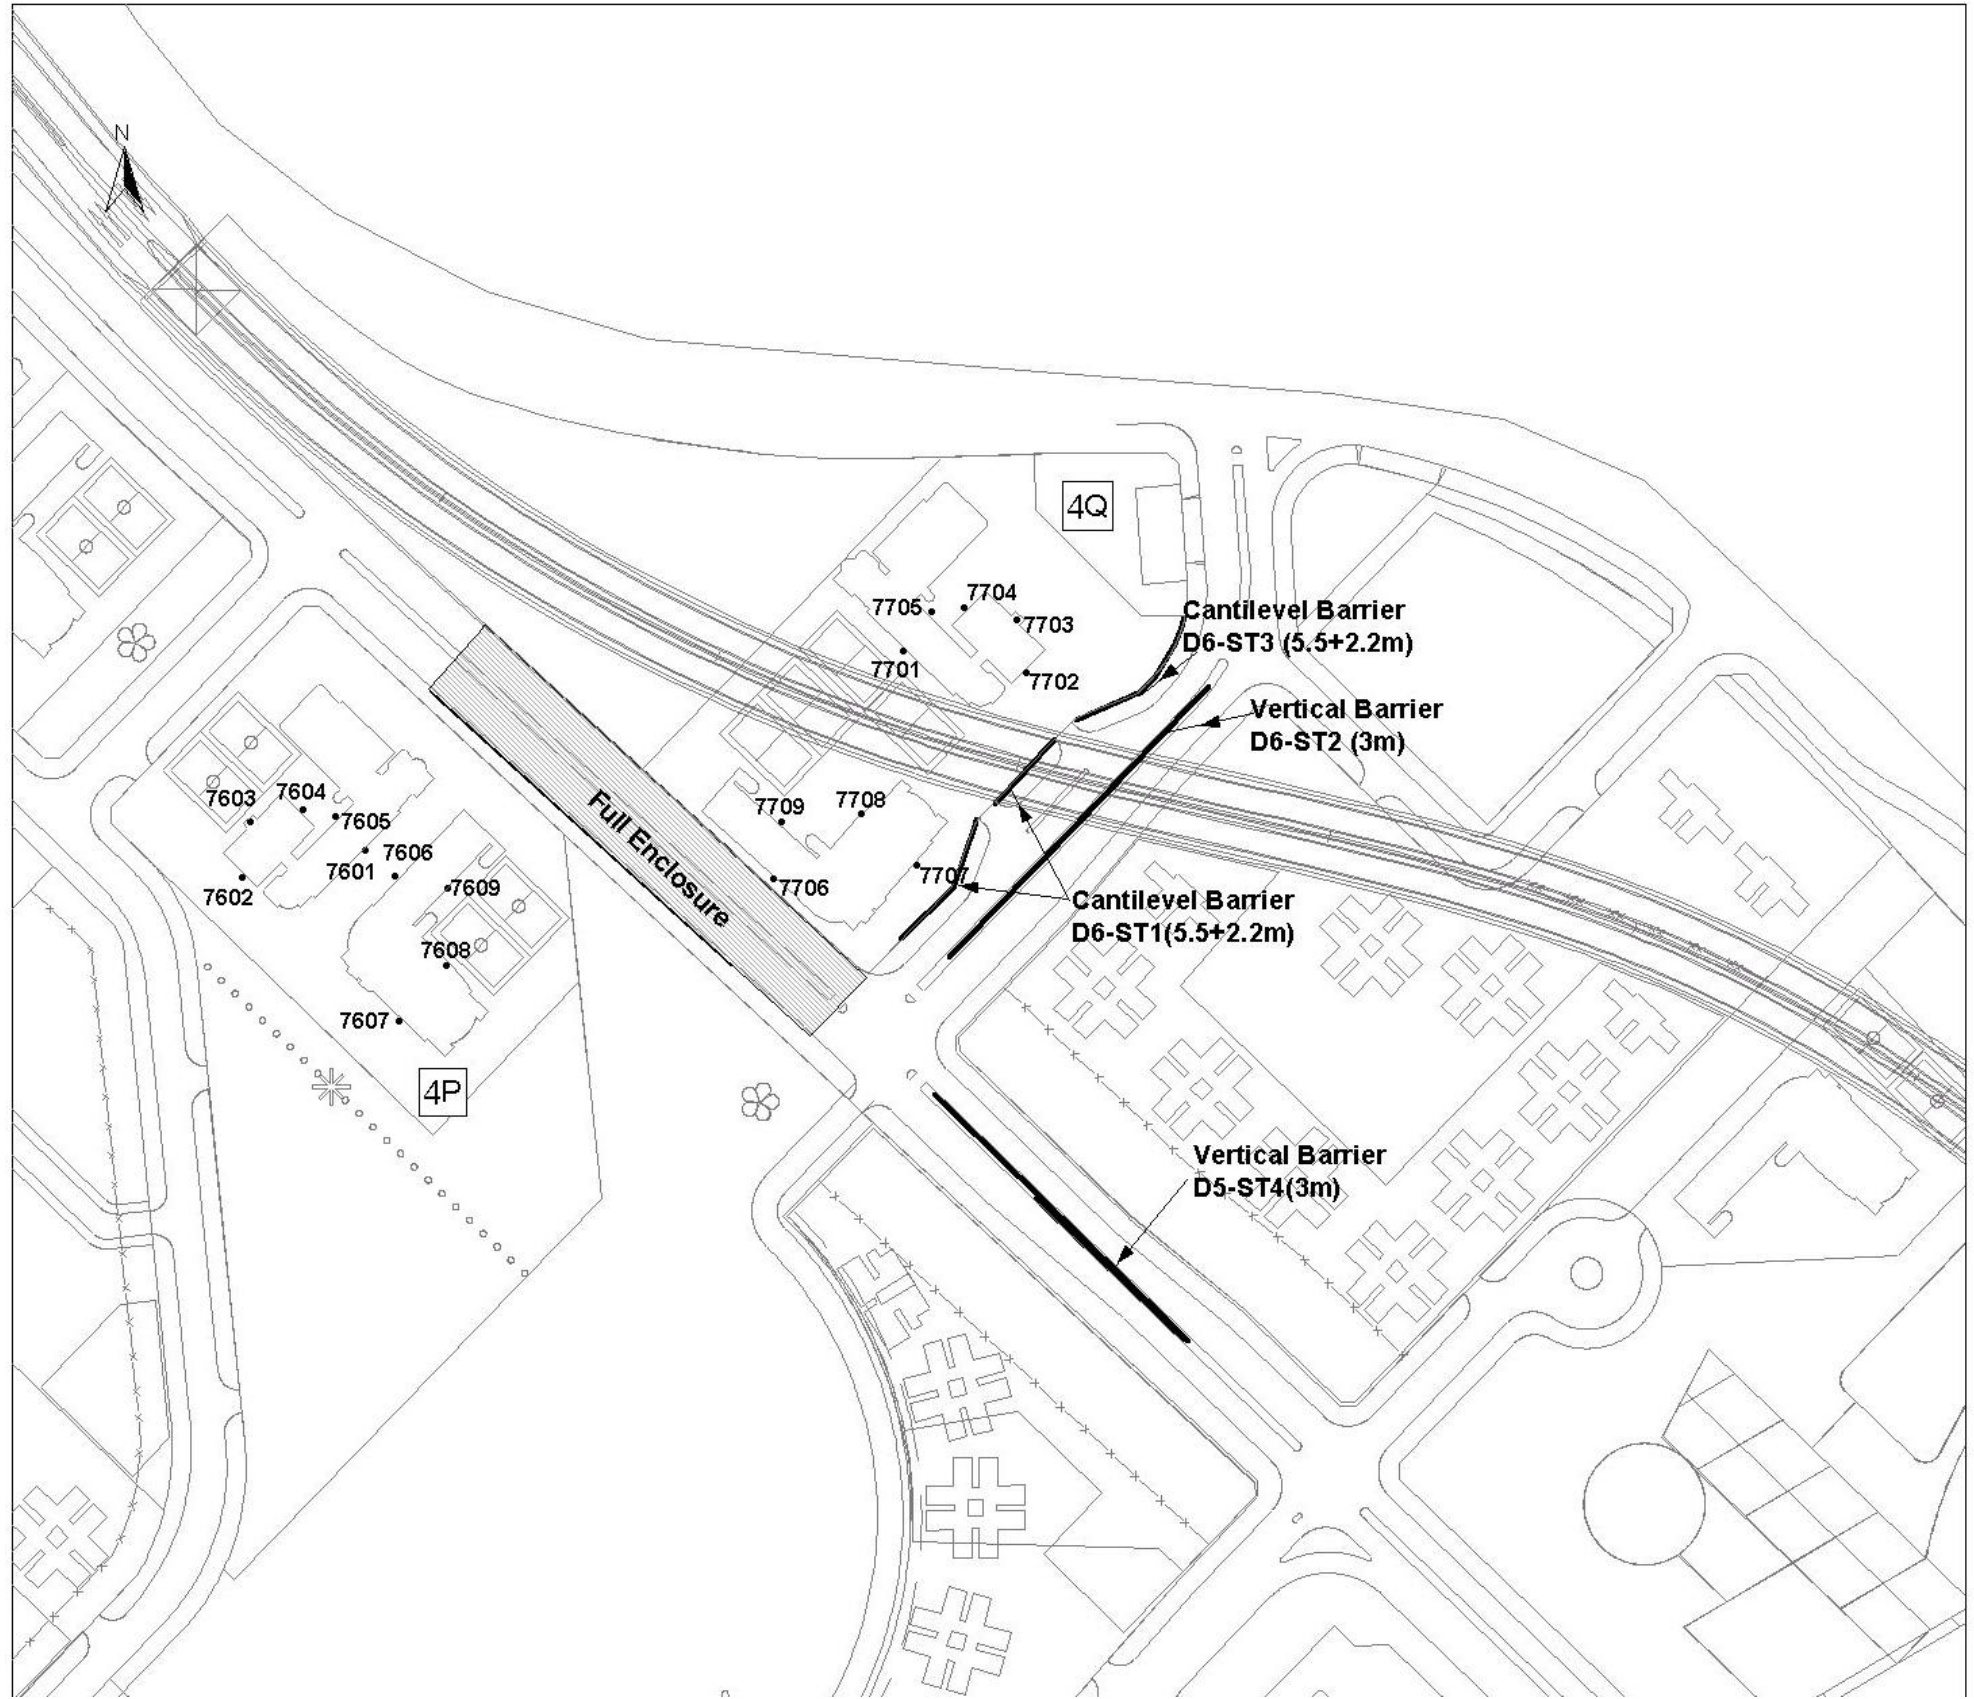 N
4Q
7705
7704
7703
7701
7702
Cantilevel Barrier
D6-ST3 (5.5+2.2m)
Vertical Barrier
D6-ST2 (3m)
7603
7604
7605
7606
7601
7602
7609
7608
7607
4P
Full Enclosure
7709
7708
7707
7706
Cantilevel Barrier
D6-ST1(5.5+2.2m)
Vertical Barrier
D5-ST4(3m)